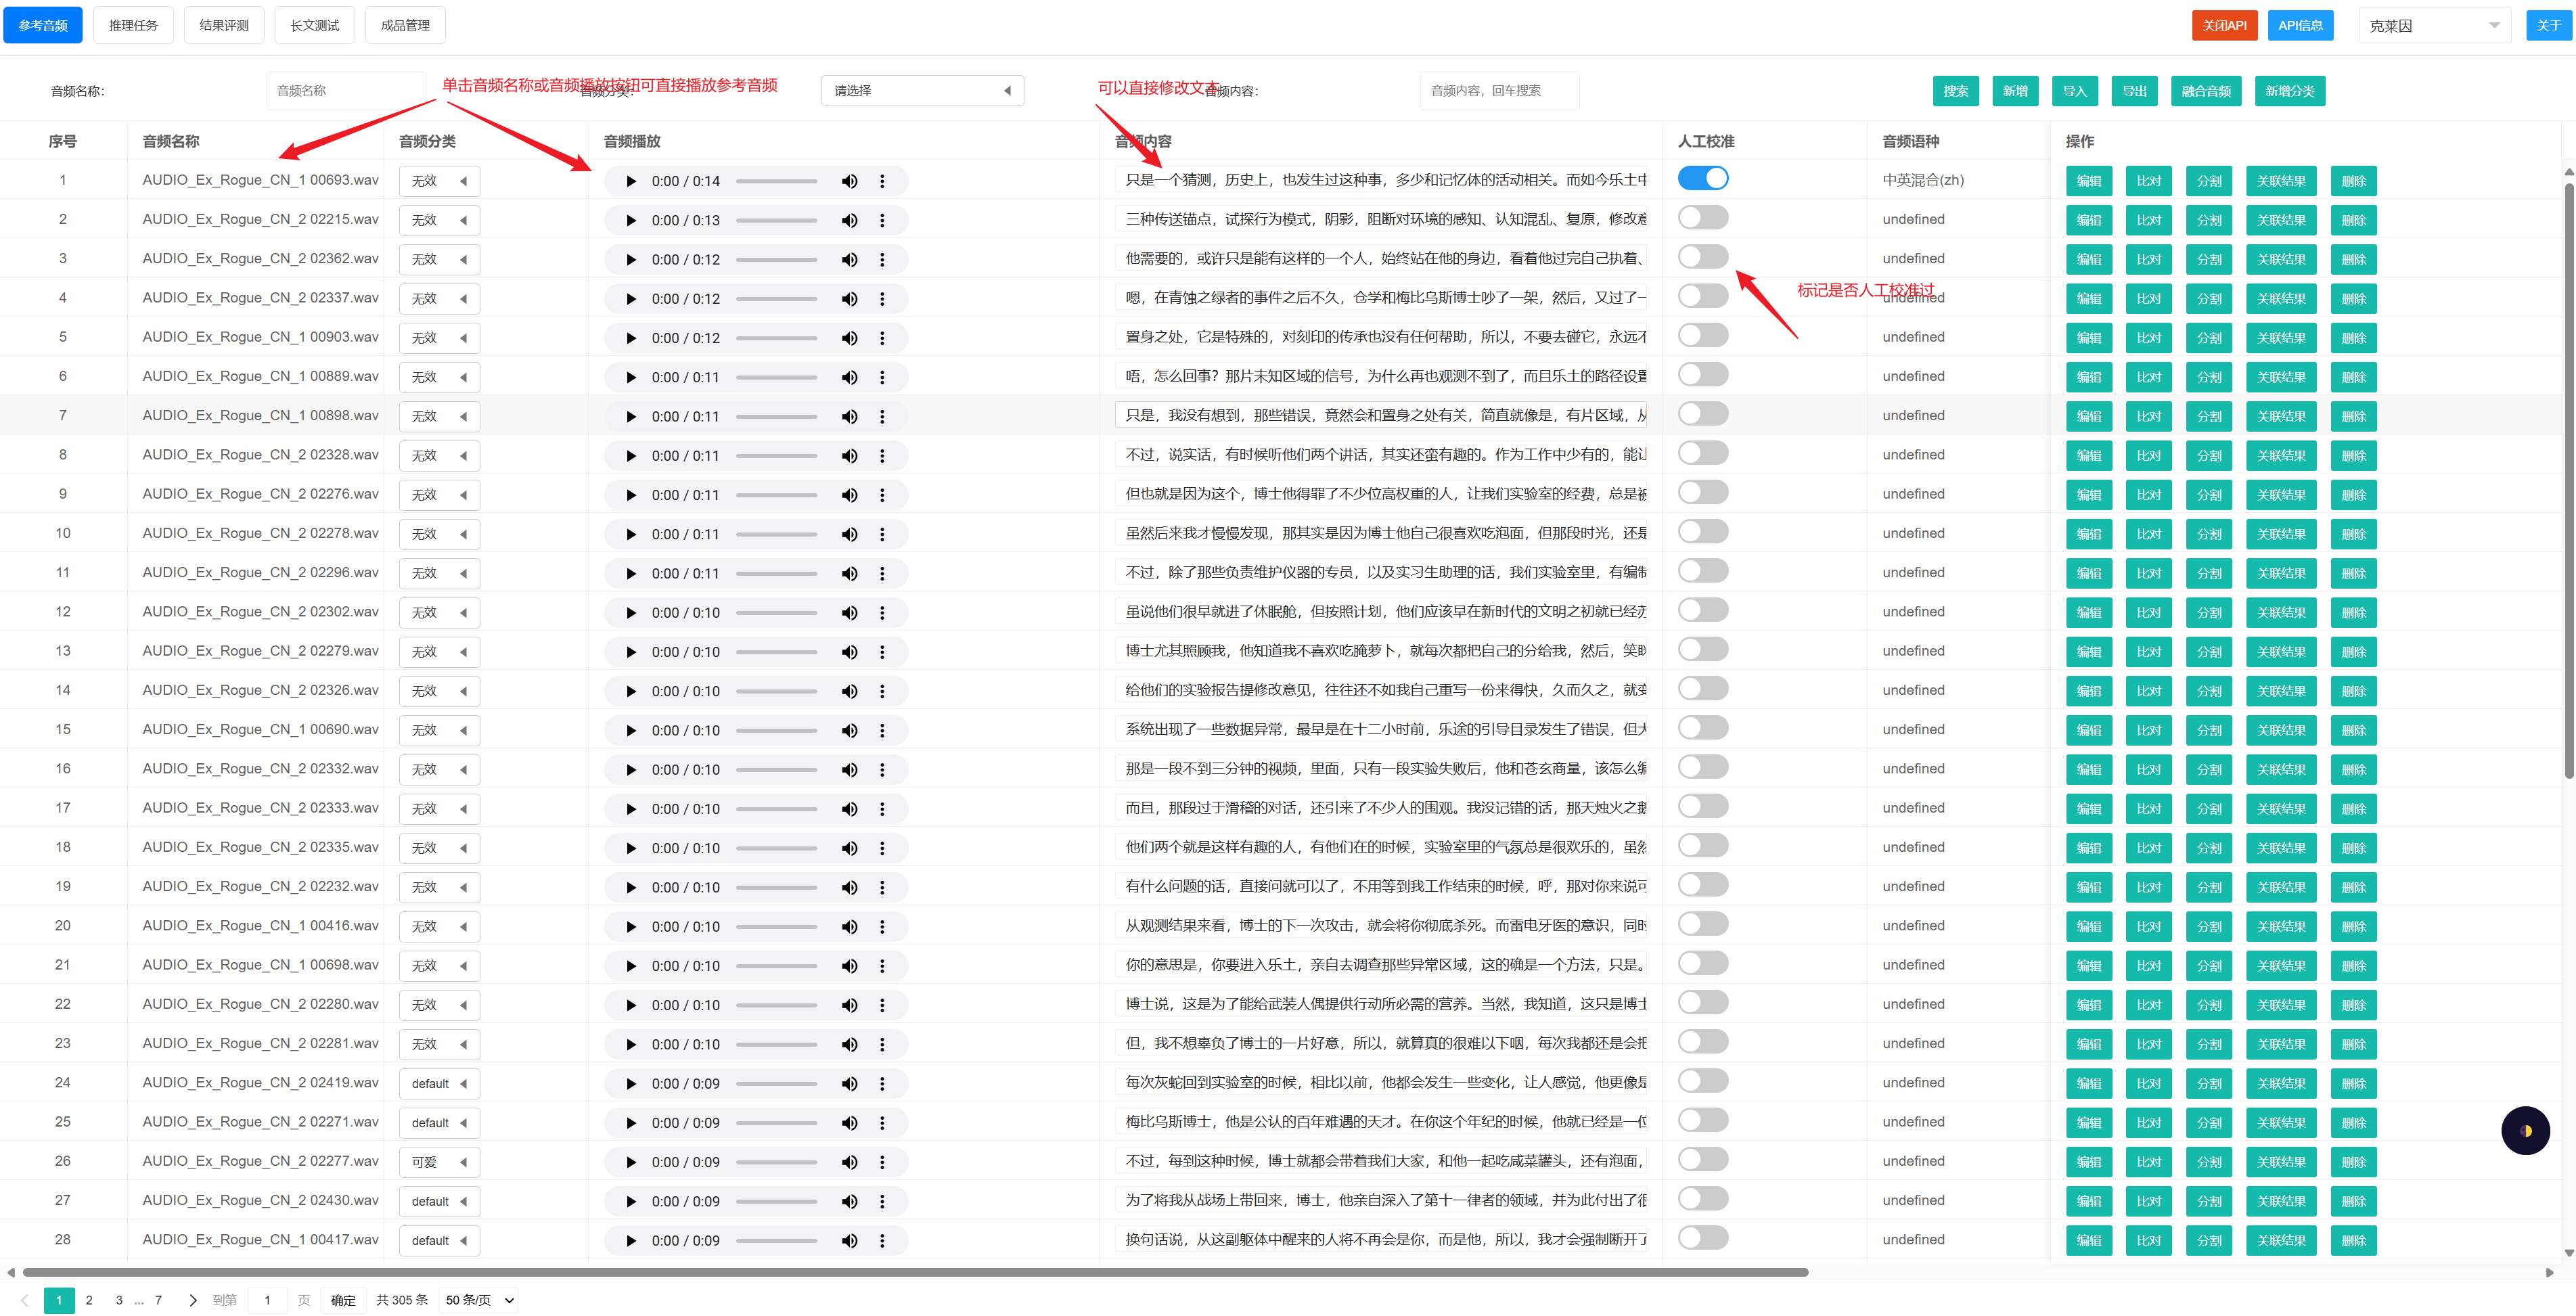 参考音频 推理任务 结果评测 长文测试 成品管理 关闭API API信息 克莱因 关于
音频名称: 音频名称 单击音频名称或音频播放按钮可直接播放参考音频 音频分类: 请选择 可以直接修改文本 音频内容: 音频内容，回车搜索 搜索 新增 导入 导出 融合音频 新增分类
序号 音频名称 音频分类 音频播放 音频内容 人工校准 音频语种 操作
1 AUDIO_Ex_Rogue_CN_1 00693.wav 无效 0:00 / 0:14 只是一个猜测，历史上，也发生过这种事，多少和记忆体的活动相关。而如今乐土中 中英混合(zh) 编辑 比对 分割 关联结果 删除
2 AUDIO_Ex_Rogue_CN_2 02215.wav 无效 0:00 / 0:13 三种传送锚点，试探行为模式，阴影，阻断对环境的感知、认知混乱、复原，修改意 undefined 编辑 比对 分割 关联结果 删除
3 AUDIO_Ex_Rogue_CN_2 02362.wav 无效 0:00 / 0:12 他需要的，或许只是能有这样的一个人，始终站在他的身边，看着他过完自己执着、 undefined 编辑 比对 分割 关联结果 删除
标记是否人工校准过
4 AUDIO_Ex_Rogue_CN_2 02337.wav 无效 0:00 / 0:12 嗯，在青蚀之绿者的事件之后不久，仓学和梅比乌斯博士吵了一架，然后，又过了一 undefined 编辑 比对 分割 关联结果 删除
5 AUDIO_Ex_Rogue_CN_1 00903.wav 无效 0:00 / 0:12 置身之处，它是特殊的，对刻印的传承也没有任何帮助，所以，不要去碰它，永远不 undefined 编辑 比对 分割 关联结果 删除
6 AUDIO_Ex_Rogue_CN_1 00889.wav 无效 0:00 / 0:11 唔，怎么回事？那片未知区域的信号，为什么再也观测不到了，而且乐土的路径设置 undefined 编辑 比对 分割 关联结果 删除
7 AUDIO_Ex_Rogue_CN_1 00898.wav 无效 0:00 / 0:11 只是，我没有想到，那些错误，竟然会和置身之处有关，简直就像是，有片区域，从 undefined 编辑 比对 分割 关联结果 删除
8 AUDIO_Ex_Rogue_CN_2 02328.wav 无效 0:00 / 0:11 不过，说实话，有时候听他们两个讲话，其实还蛮有趣的。作为工作中少有的，能让 undefined 编辑 比对 分割 关联结果 删除
9 AUDIO_Ex_Rogue_CN_2 02276.wav 无效 0:00 / 0:11 但也就是因为这个，博士他得罪了不少位高权重的人，让我们实验室的经费，总是被 undefined 编辑 比对 分割 关联结果 删除
10 AUDIO_Ex_Rogue_CN_2 02278.wav 无效 0:00 / 0:11 虽然后来我才慢慢发现，那其实是因为博士他自己很喜欢吃泡面，但那段时光，还是 undefined 编辑 比对 分割 关联结果 删除
11 AUDIO_Ex_Rogue_CN_2 02296.wav 无效 0:00 / 0:11 不过，除了那些负责维护仪器的专员，以及实习生助理的话，我们实验室里，有编制 undefined 编辑 比对 分割 关联结果 删除
12 AUDIO_Ex_Rogue_CN_2 02302.wav 无效 0:00 / 0:10 虽说他们很早就进了休眠舱，但按照计划，他们应该早在新时代的文明之初就已经 undefined 编辑 比对 分割 关联结果 删除
13 AUDIO_Ex_Rogue_CN_2 02279.wav 无效 0:00 / 0:10 博士尤其照顾我，他知道我不喜欢吃腌萝卜，就每次都把自己的分给我，然后，笑 undefined 编辑 比对 分割 关联结果 删除
14 AUDIO_Ex_Rogue_CN_2 02326.wav 无效 0:00 / 0:10 给他们的实验报告提修改意见，往往还不如我自己重写一份来得快，久而久之，就变 undefined 编辑 比对 分割 关联结果 删除
15 AUDIO_Ex_Rogue_CN_1 00690.wav 无效 0:00 / 0:10 系统出现了一些数据异常，最早是在十二小时前，乐途的引导目录发生了错误，但大 undefined 编辑 比对 分割 关联结果 删除
16 AUDIO_Ex_Rogue_CN_2 02332.wav 无效 0:00 / 0:10 那是一段不到三分钟的视频，里面，只有一段实验失败后，他和苍玄商量，该怎么编 undefined 编辑 比对 分割 关联结果 删除
17 AUDIO_Ex_Rogue_CN_2 02333.wav 无效 0:00 / 0:10 而且，那段过于滑稽的对话，还引来了不少人的围观。我没记错的话，那天烛火之 undefined 编辑 比对 分割 关联结果 删除
18 AUDIO_Ex_Rogue_CN_2 02335.wav 无效 0:00 / 0:10 他们两个就是这样有趣的人，有他们在的时候，实验室里的气氛总是很欢乐的，虽然 undefined 编辑 比对 分割 关联结果 删除
19 AUDIO_Ex_Rogue_CN_2 02232.wav 无效 0:00 / 0:10 有什么问题的话，直接问就可以了，不用等到我工作结束的时候，呼，那对你来说可 undefined 编辑 比对 分割 关联结果 删除
20 AUDIO_Ex_Rogue_CN_1 00416.wav 无效 0:00 / 0:10 从观测结果来看，博士的下一次攻击，就会将你彻底杀死。而雷电牙医的意识，同时 undefined 编辑 比对 分割 关联结果 删除
21 AUDIO_Ex_Rogue_CN_1 00698.wav 无效 0:00 / 0:10 你的意思是，你要进入乐土，亲自去调查那些异常区域，这的确是一个方法，只是。 undefined 编辑 比对 分割 关联结果 删除
22 AUDIO_Ex_Rogue_CN_2 02280.wav 无效 0:00 / 0:10 博士说，这是为了能给武装人偶提供行动所必需的营养。当然，我知道，这只是博士 undefined 编辑 比对 分割 关联结果 删除
23 AUDIO_Ex_Rogue_CN_2 02281.wav 无效 0:00 / 0:10 但，我不想辜负了博士的一片好意，所以，就算真的很难以下咽，每次我都还是会把 undefined 编辑 比对 分割 关联结果 删除
24 AUDIO_Ex_Rogue_CN_2 02419.wav default 0:00 / 0:09 每次灰蛇回到实验室的时候，相比以前，他都会发生一些变化，让人感觉，他更像是 undefined 编辑 比对 分割 关联结果 删除
25 AUDIO_Ex_Rogue_CN_2 02271.wav default 0:00 / 0:09 梅比乌斯博士，他是公认的百年难遇的天才。在你这个年纪的时候，他就已经是一位 undefined 编辑 比对 分割 关联结果 删除
26 AUDIO_Ex_Rogue_CN_2 02277.wav 可爱 0:00 / 0:09 不过，每到这种时候，博士就都会带着我们大家，和他一起吃咸菜罐头，还有泡面， undefined 编辑 比对 分割 关联结果 删除
27 AUDIO_Ex_Rogue_CN_2 02430.wav default 0:00 / 0:09 为了将我从战场上带回来，博士，他亲自深入了第十一律者的领域，并为此付出了很 undefined 编辑 比对 分割 关联结果 删除
28 AUDIO_Ex_Rogue_CN_1 00417.wav default 0:00 / 0:09 换句话说，从这副躯体中醒来的人将不再会是你，而是他，所以，我才会强制断开了 undefined 编辑 比对 分割 关联结果 删除
1 2 3 ... 7 到第 1 页 确定 共 305 条 50 条/页